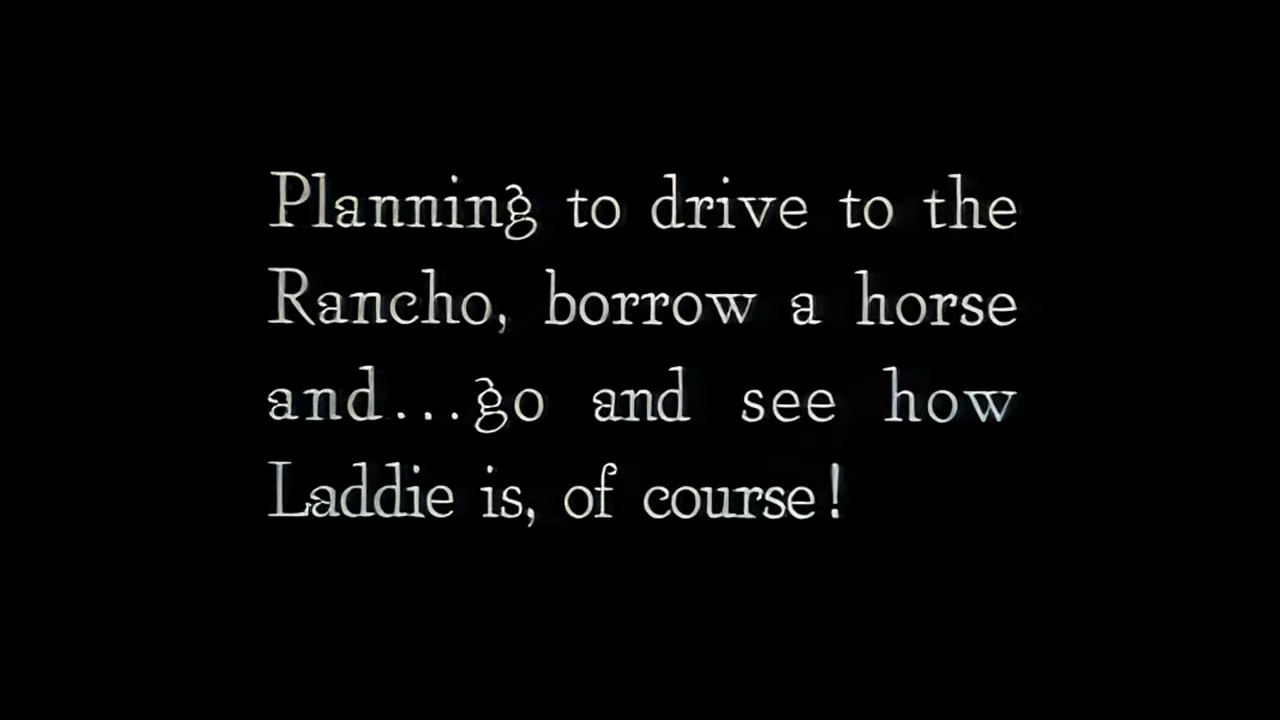 Planning to drive to the
Rancho, borrow a horse
and...go and see how
Laddie is, of course!